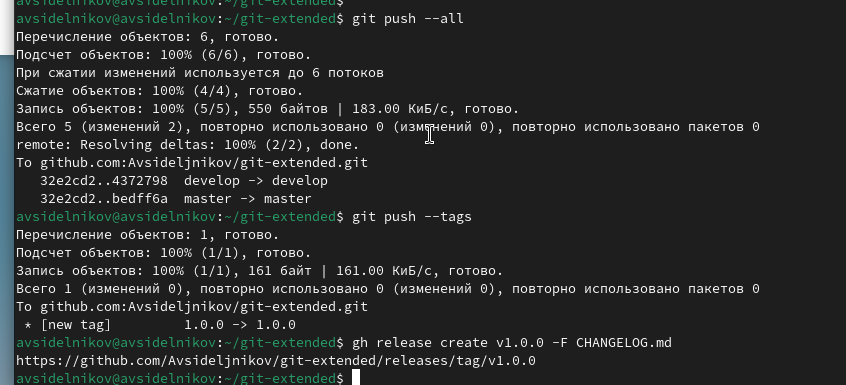 avsidelnikov@avsidelnikov:~/git-extended$
avsidelnikov@avsidelnikov:~/git-extended$ git push --all
Перечисление объектов: 6, готово.
Подсчет объектов: 100% (6/6), готово.
При сжатии изменений используется до 6 потоков
Сжатие объектов: 100% (4/4), готово.
Запись объектов: 100% (5/5), 550 байтов | 183.00 КиБ/с, готово.
Всего 5 (изменений 2), повторно использовано 0 (изменений 0), повторно использовано пакетов 0
remote: Resolving deltas: 100% (2/2), done.
To github.com:Avsideljnikov/git-extended.git
   32e2cd2..4372798  develop -> develop
   32e2cd2..bedff6a  master -> master
avsidelnikov@avsidelnikov:~/git-extended$ git push --tags
Перечисление объектов: 1, готово.
Подсчет объектов: 100% (1/1), готово.
Запись объектов: 100% (1/1), 161 байт | 161.00 КиБ/с, готово.
Всего 1 (изменений 0), повторно использовано 0 (изменений 0), повторно использовано пакетов 0
To github.com:Avsideljnikov/git-extended.git
 * [new tag]         1.0.0 -> 1.0.0
avsidelnikov@avsidelnikov:~/git-extended$ gh release create v1.0.0 -F CHANGELOG.md
https://github.com/Avsideljnikov/git-extended/releases/tag/v1.0.0
avsidelnikov@avsidelnikov:~/git-extended$